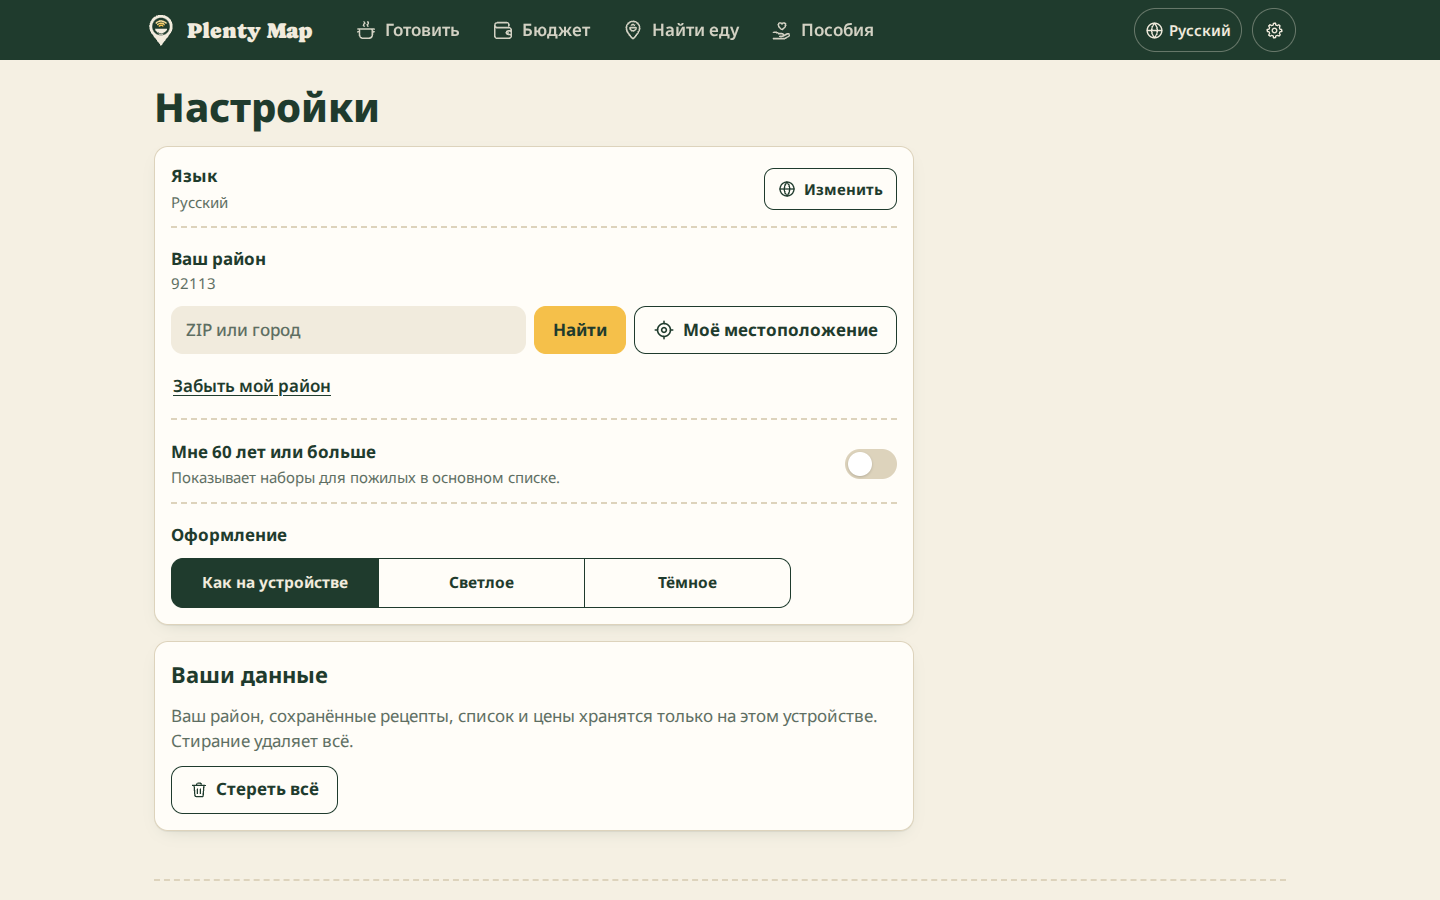 Plenty Map
Готовить
Бюджет
Найти еду
Пособия
Русский
Настройки
Язык
Русский
Изменить
Ваш район
92113
ZIP или город
Найти
Моё местоположение
Забыть мой район
Мне 60 лет или больше
Показывает наборы для пожилых в основном списке.
Оформление
Как на устройстве
Светлое
Тёмное
Ваши данные
Ваш район, сохранённые рецепты, список и цены хранятся только на этом устройстве.
Стирание удаляет всё.
Стереть всё